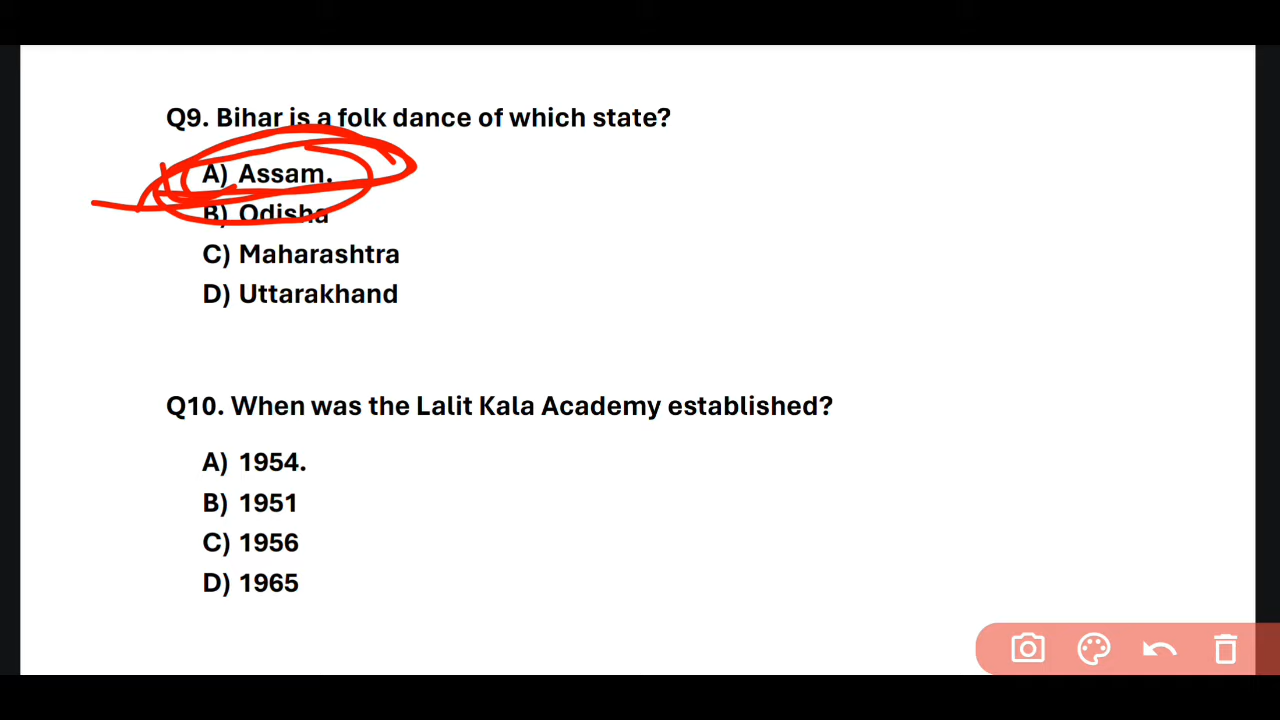 Q9. Bihar is a folk dance of which state?
A) Assam.
B) Odisha
C) Maharashtra
D) Uttarakhand
Q10. When was the Lalit Kala Academy established?
A) 1954.
B) 1951
C) 1956
D) 1965